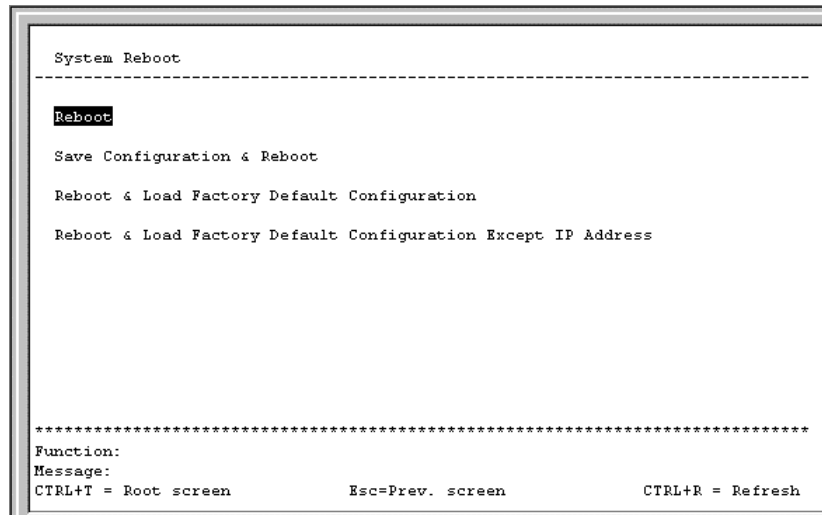 System Reboot
--------------------------------------------------------------------------------
Reboot
Save Configuration & Reboot
Reboot & Load Factory Default Configuration
Reboot & Load Factory Default Configuration Except IP Address
********************************************************************************
Function:
Message:
CTRL+T = Root screen Esc=Prev. screen CTRL+R = Refresh